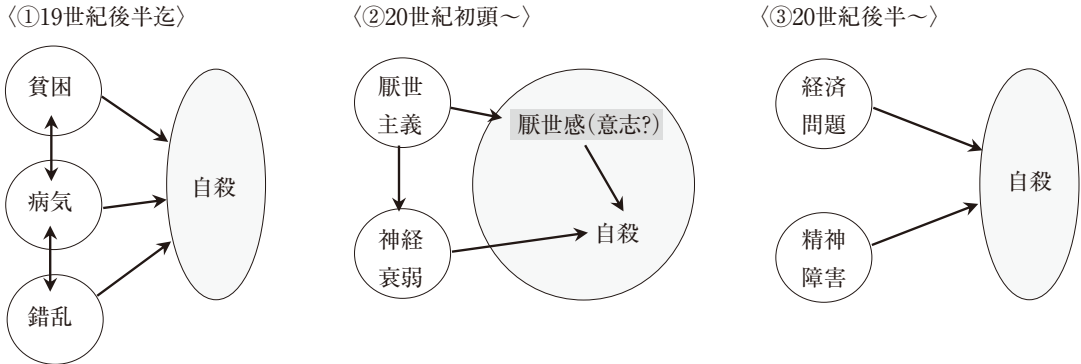 〈①19世紀後半迄〉
貧困
病気
錯乱
自殺
〈②20世紀初頭～〉
厭世
主義
神経
衰弱
厭世感(意志?)
自殺
〈③20世紀後半～〉
経済
問題
精神
障害
自殺